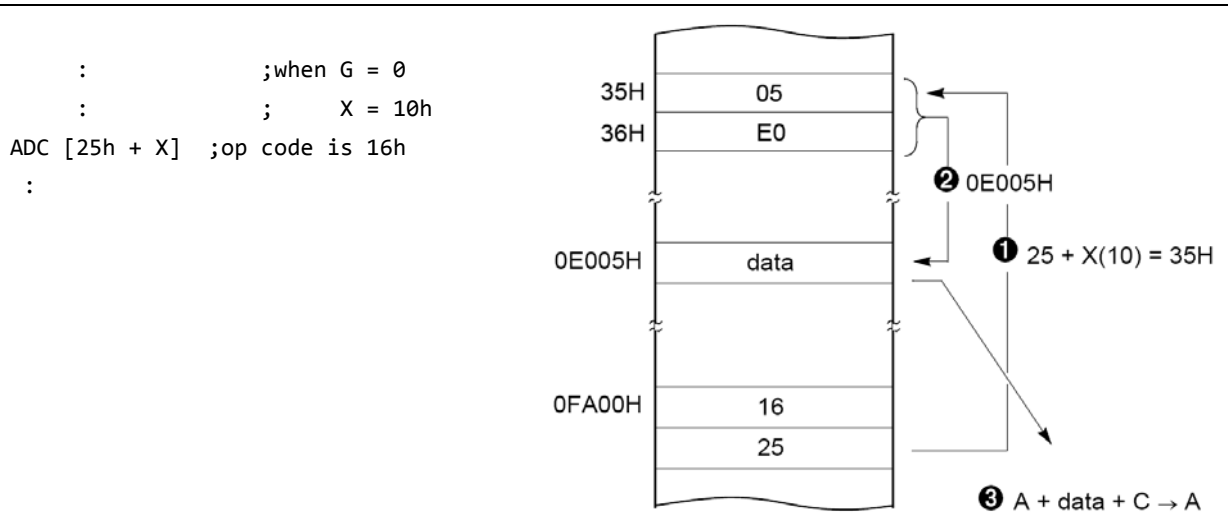 :              ;when G = 0
:              ;     X = 10h
ADC [25h + X]  ;op code is 16h
:
35H 05
36H E0
❷ 0E005H
0E005H data
❶ 25 + X(10) = 35H
0FA00H 16
25
❸ A + data + C → A